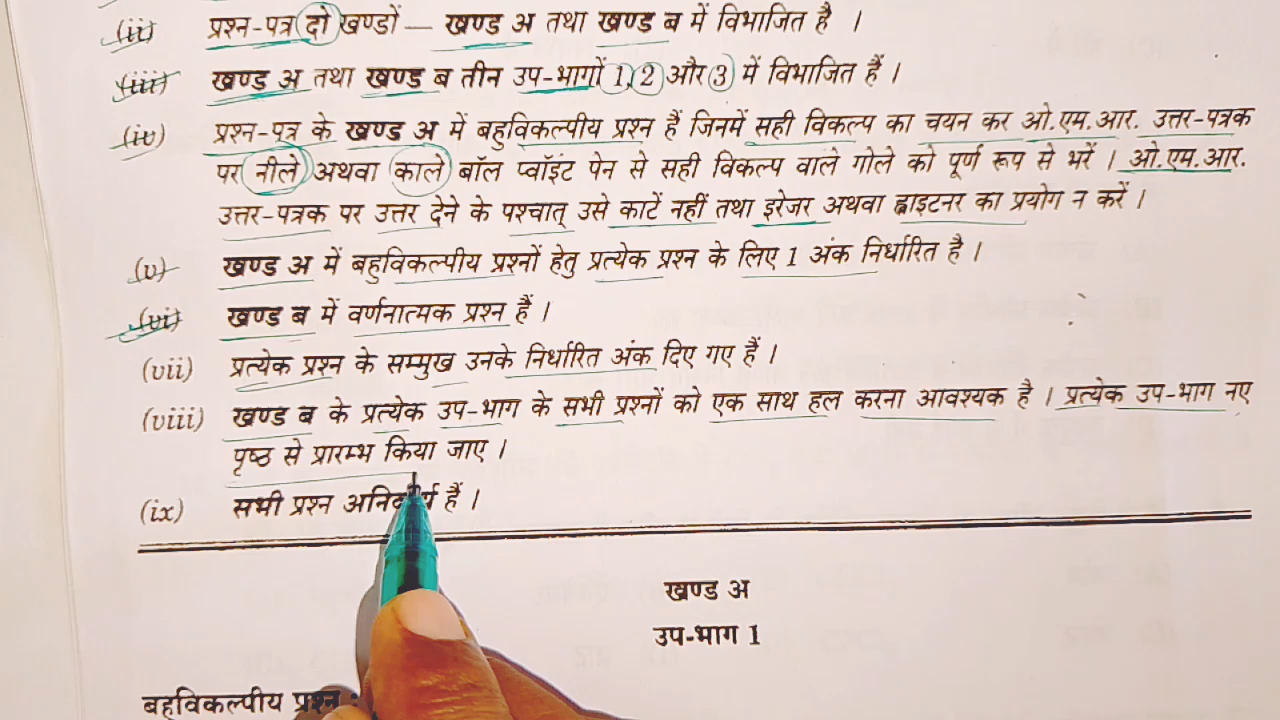 (ii) प्रश्न-पत्र दो खण्डों — खण्ड अ तथा खण्ड ब में विभाजित है ।
(iii) खण्ड अ तथा खण्ड ब तीन उप-भागों 1, 2 और 3 में विभाजित हैं ।
(iv) प्रश्न-पत्र के खण्ड अ में बहुविकल्पीय प्रश्न हैं जिनमें सही विकल्प का चयन कर ओ.एम.आर. उत्तर-पत्रक
पर नीले अथवा काले बॉल प्वॉइंट पेन से सही विकल्प वाले गोले को पूर्ण रूप से भरें । ओ.एम.आर.
उत्तर-पत्रक पर उत्तर देने के पश्चात् उसे काटें नहीं तथा इरेजर अथवा ह्वाइटनर का प्रयोग न करें ।
(v) खण्ड अ में बहुविकल्पीय प्रश्नों हेतु प्रत्येक प्रश्न के लिए 1 अंक निर्धारित है ।
(vi) खण्ड ब में वर्णनात्मक प्रश्न हैं ।
(vii) प्रत्येक प्रश्न के सम्मुख उनके निर्धारित अंक दिए गए हैं ।
(viii) खण्ड ब के प्रत्येक उप-भाग के सभी प्रश्नों को एक साथ हल करना आवश्यक है । प्रत्येक उप-भाग नए
पृष्ठ से प्रारम्भ किया जाए ।
(ix) सभी प्रश्न अनिवार्य हैं ।
खण्ड अ
उप-भाग 1
बहुविकल्पीय प्रश्न :